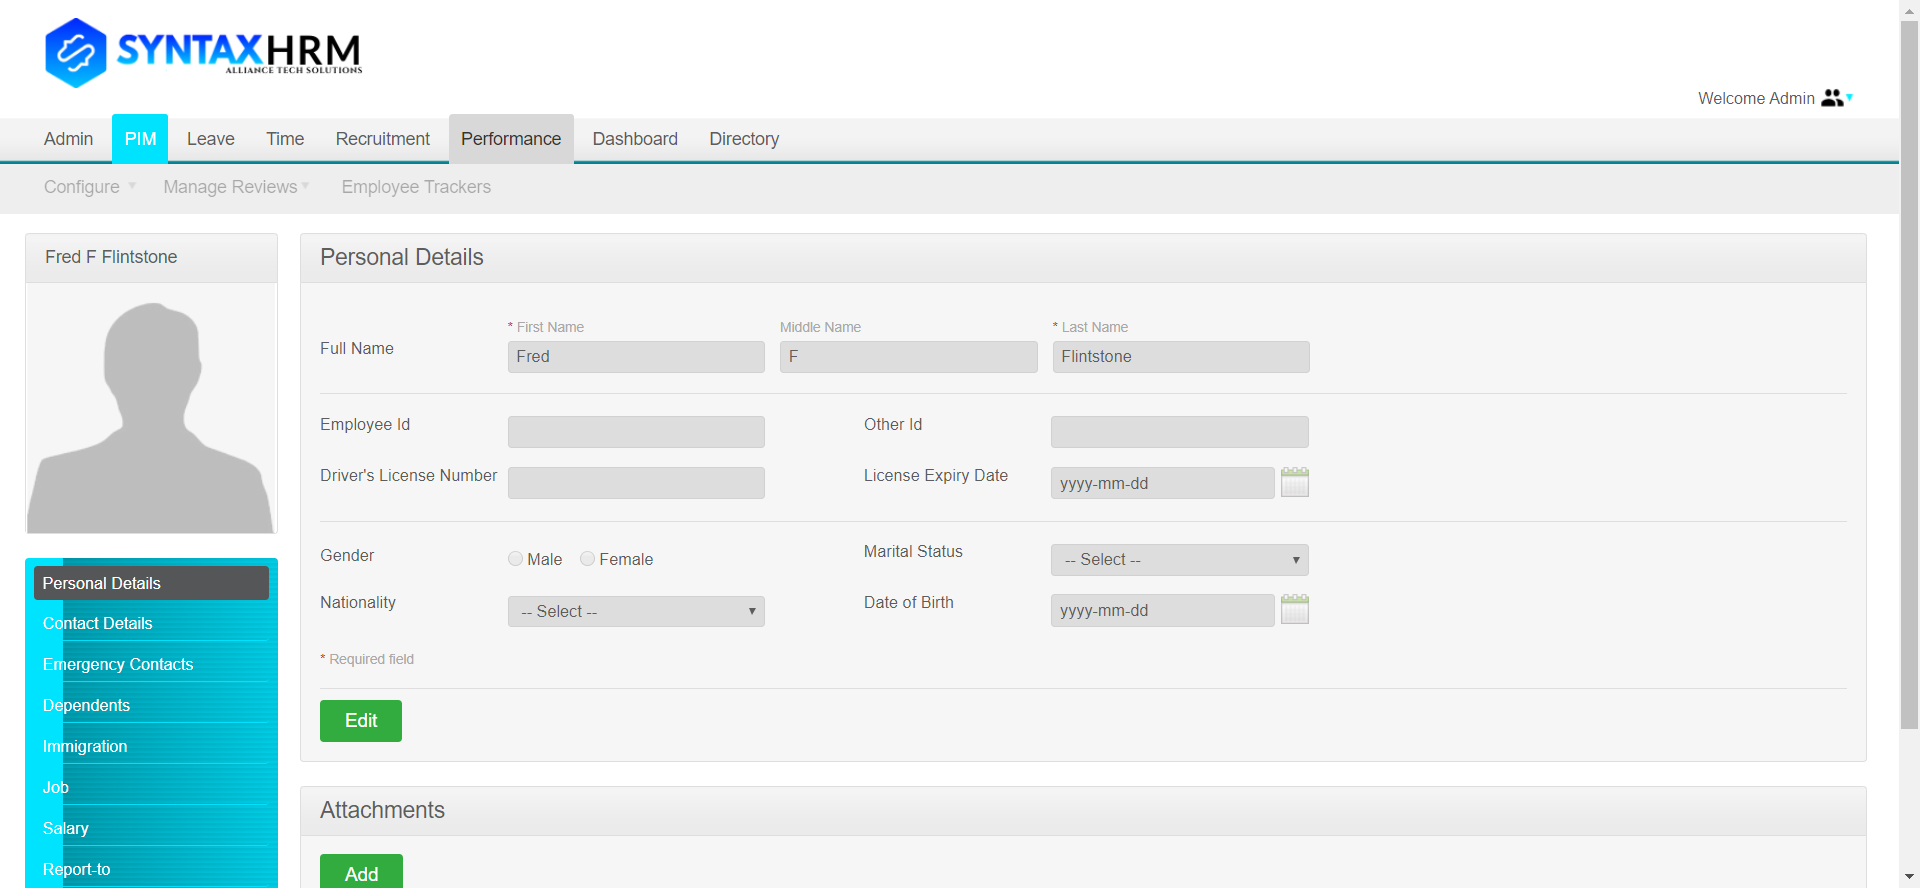 SYNTAXHRM
ALLIANCE TECH SOLUTIONS
Welcome Admin
Admin PIM Leave Time Recruitment Performance Dashboard Directory
Configure Manage Reviews Employee Trackers
Fred F Flintstone
Personal Details
Contact Details
Emergency Contacts
Dependents
Immigration
Job
Salary
Report-to
Personal Details
* First Name Middle Name * Last Name
Full Name Fred F Flintstone
Employee Id Other Id
Driver's License Number License Expiry Date yyyy-mm-dd
Gender Male Female Marital Status -- Select --
Nationality -- Select -- Date of Birth yyyy-mm-dd
* Required field
Edit
Attachments
Add